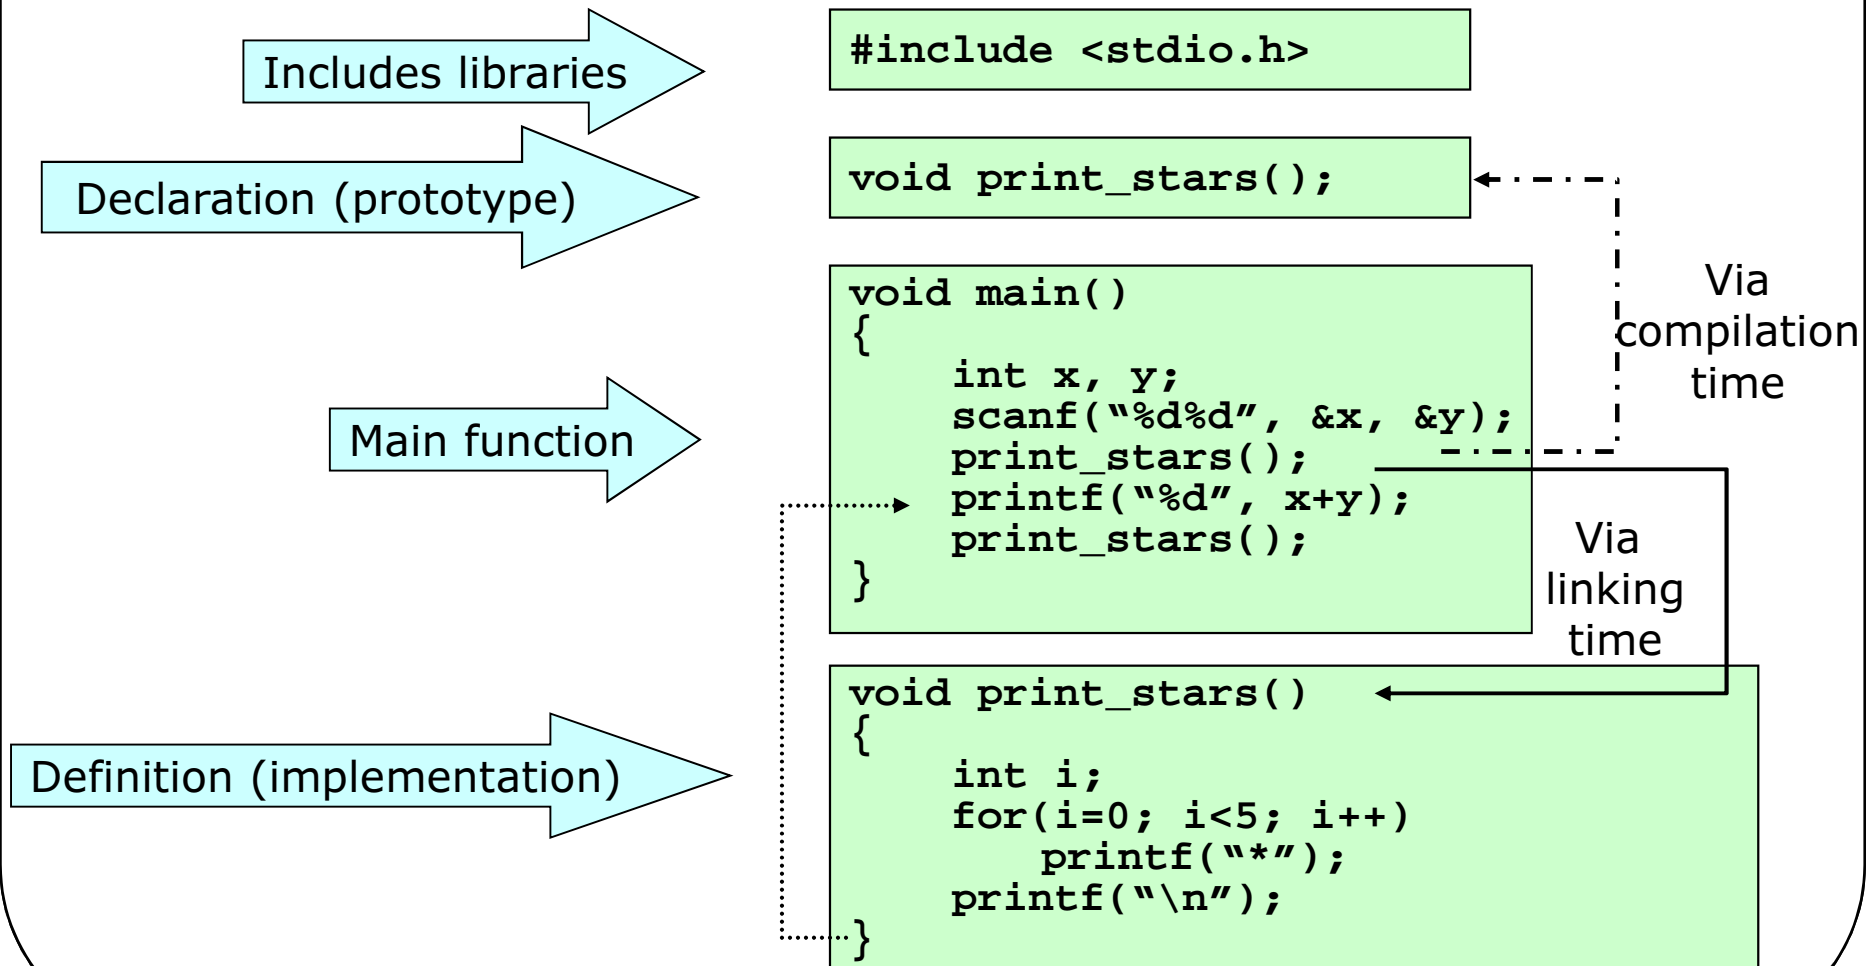 Includes libraries
#include <stdio.h>
Declaration (prototype)
void print_stars();
Main function
void main()
{
int x, y;
scanf(“%d%d”, &x, &y);
print_stars();
printf(“%d”, x+y);
print_stars();
}
Via
compilation
time
Via
linking
time
Definition (implementation)
void print_stars()
{
int i;
for(i=0; i<5; i++)
printf(“*”);
printf(“\n”);
}